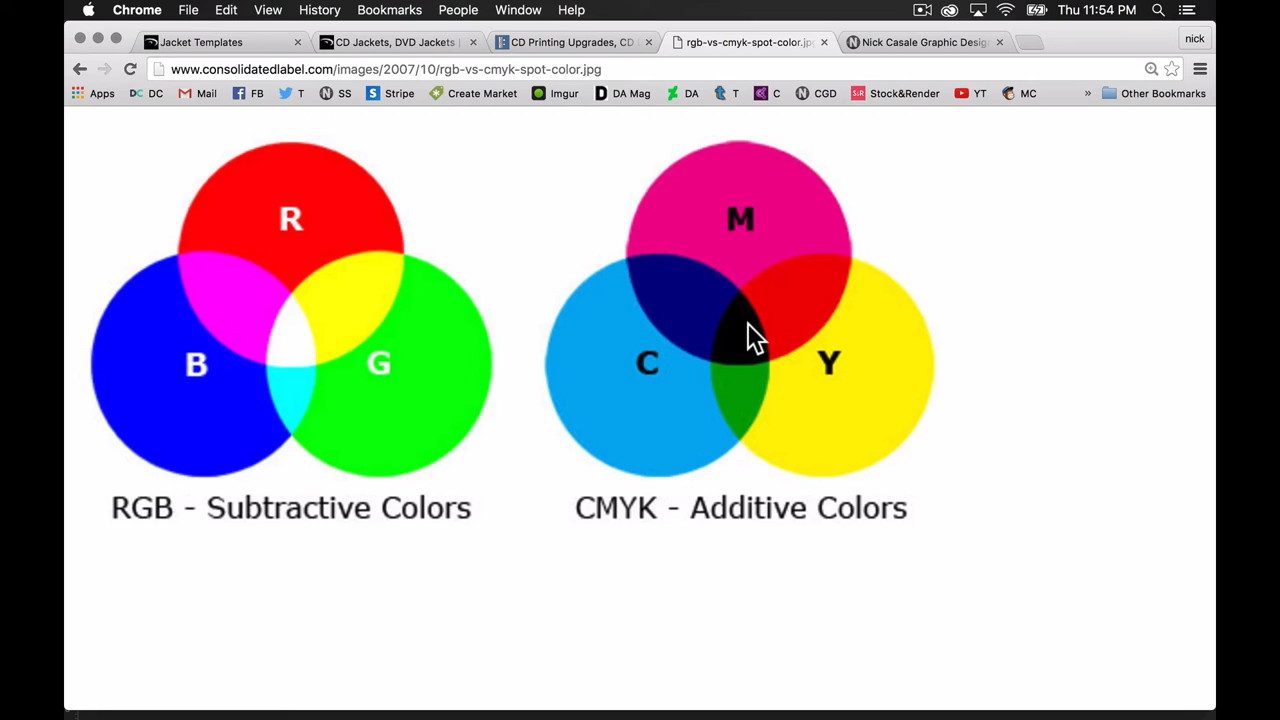 Chrome File Edit View History Bookmarks People Window Help Thu 11:54 PM
Jacket Templates CD Jackets, DVD Jackets | CD Printing Upgrades, CD rgb-vs-cmyk-spot-color.jp Nick Casale Graphic Design nick
www.consolidatedlabel.com/images/2007/10/rgb-vs-cmyk-spot-color.jpg
Apps DC Mail FB T SS Stripe Create Market Imgur DA Mag DA T C CGD Stock&Render YT MC » Other Bookmarks
R
M
B
G
C
Y
RGB - Subtractive Colors
CMYK - Additive Colors